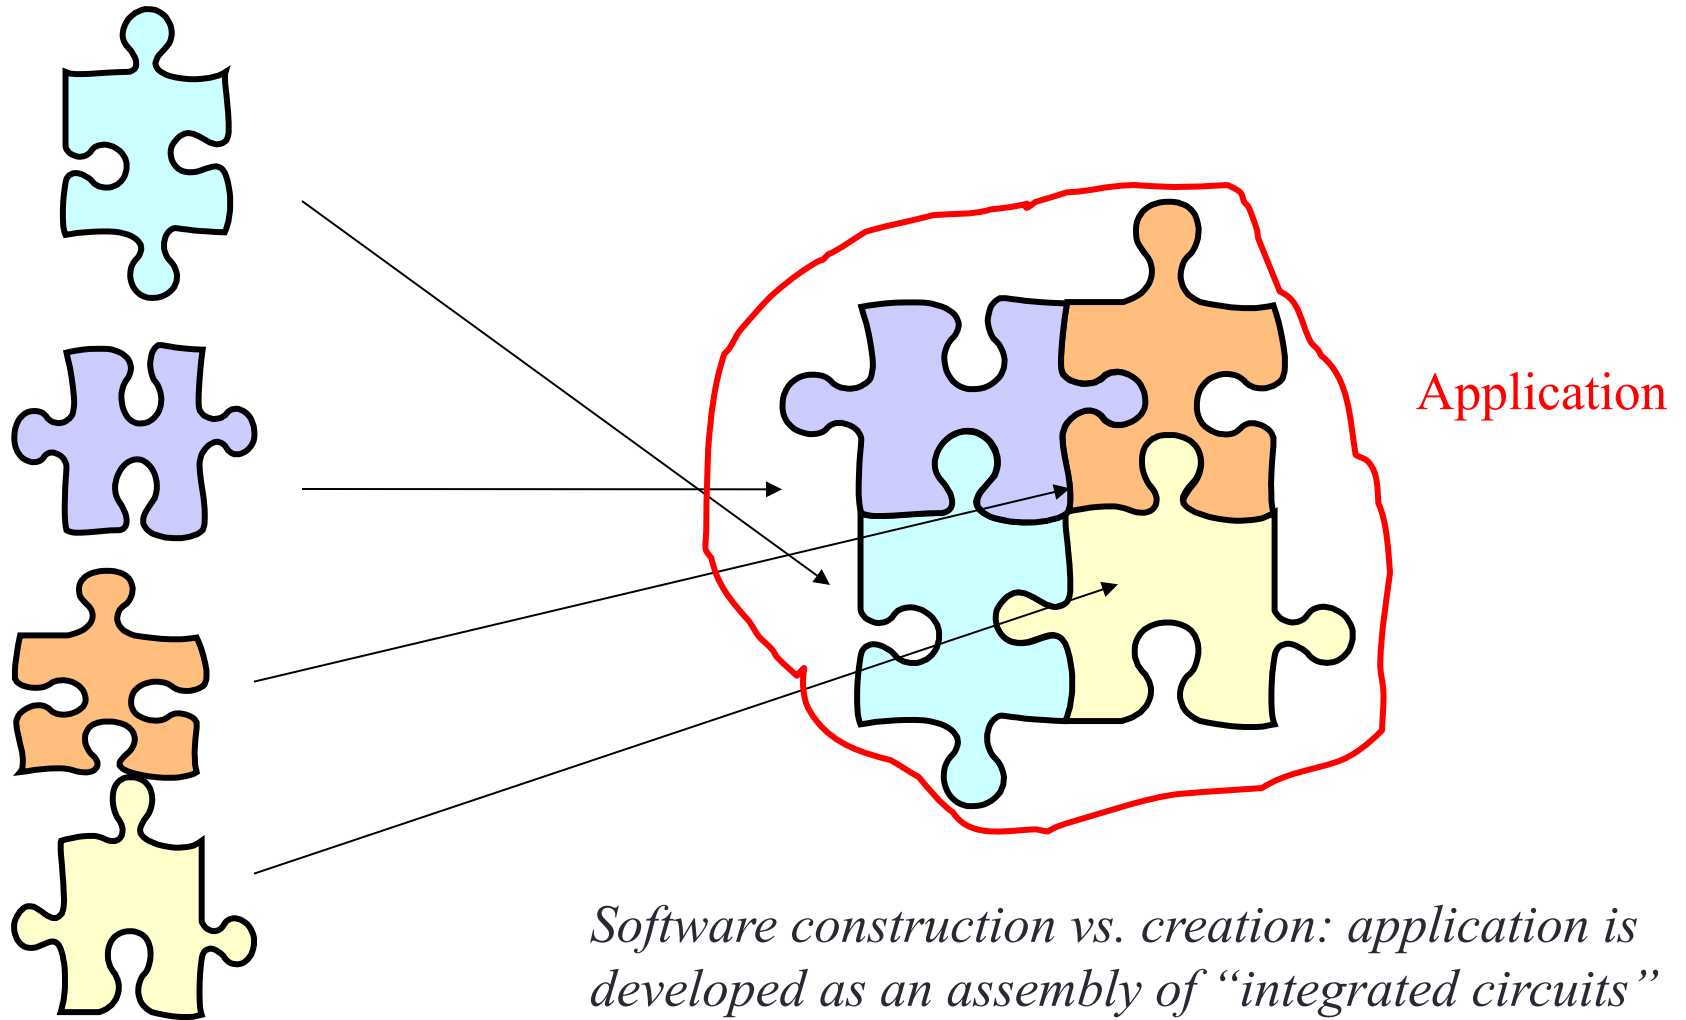 Application
Software construction vs. creation: application is
developed as an assembly of “integrated circuits”